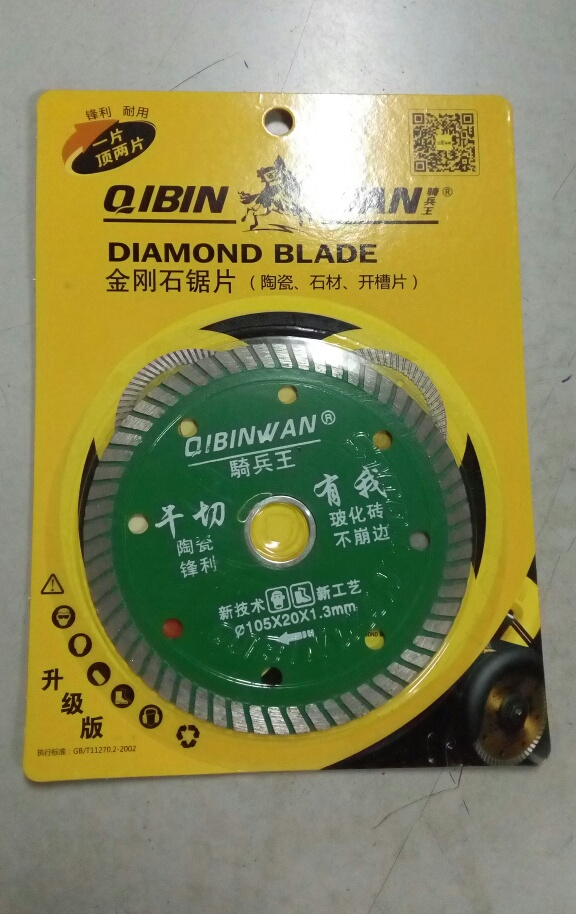 锋利 耐用
一片
顶两片
QIBIN WAN 骑兵王®
DIAMOND BLADE
金刚石锯片（陶瓷、石材、开槽片）
QIBINWAN®
騎兵王
干切 有我
陶瓷 玻化砖
锋利 不崩边
新技术 新工艺
Ø105X20X1.3mm
升级版
执行标准：GB/T11270.2-2002